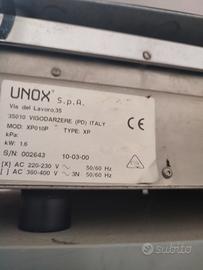 UNOX S.p.A.
Via del Lavoro,35
35010 VIGODARZERE (PD) ITALY
MOD: XP010P TYPE: XP
CE
kPa:
kW: 1.6
S/N: 002643 10-03-00
[X] AC 220-230 V ~ 50/60 Hz
[ ] AC 380-400 V ~ 3N 50/60 Hz
subito